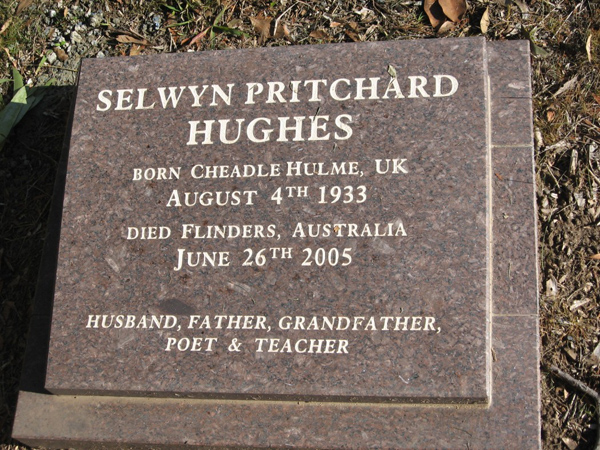 SELWYN PRITCHARD
HUGHES
BORN CHEADLE HULME, UK
AUGUST 4TH 1933
DIED FLINDERS, AUSTRALIA
JUNE 26TH 2005
HUSBAND, FATHER, GRANDFATHER,
POET & TEACHER